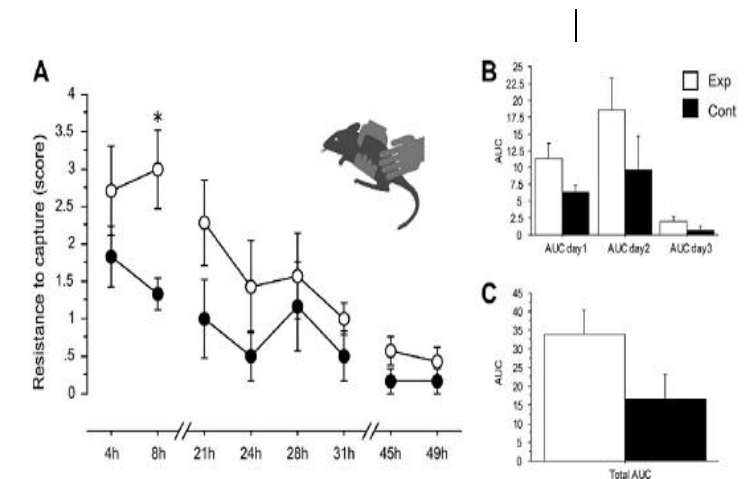 A
Resistance to capture (score)
4
3.5
3
2.5
2
1.5
1
.5
0
*
4h 8h 21h 24h 28h 31h 45h 49h
B
AUC
25
22.5
20
17.5
15
12.5
10
7.5
5
2.5
0
AUC day1 AUC day2 AUC day3
Exp
Cont
C
AUC
45
40
35
30
25
20
15
10
5
0
Total AUC